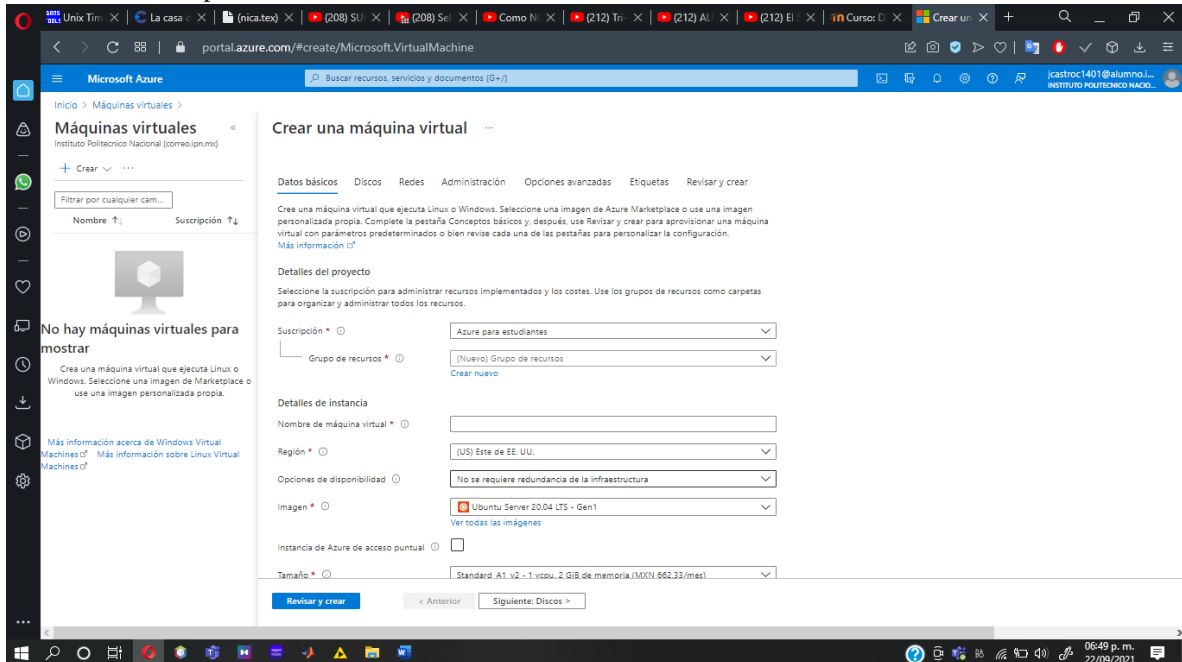 Unix Tim
La casa d
(nica.tex)
(208) SUI
(208) Sel
Como N
(212) Tri-
(212) ALI
(212) El S
Curso: D
Crear un
portal.azure.com/#create/Microsoft.VirtualMachine
Microsoft Azure
Buscar recursos, servicios y documentos (G+/)
jcastroc1401@alumno.i...
INSTITUTO POLITECNICO NACIO...
Inicio > Máquinas virtuales >
Máquinas virtuales «
Instituto Politecnico Nacional (correo.ipn.mx)
+ Crear ...
Filtrar por cualquier cam...
Nombre ↑↓ Suscripción ↑↓
No hay máquinas virtuales para
mostrar
Crea una máquina virtual que ejecuta Linux o
Windows. Seleccione una imagen de Marketplace o
use una imagen personalizada propia.
Más información acerca de Windows Virtual
Machines Más información sobre Linux Virtual
Machines
Crear una máquina virtual ...
Datos básicos Discos Redes Administración Opciones avanzadas Etiquetas Revisar y crear
Cree una máquina virtual que ejecuta Linux o Windows. Seleccione una imagen de Azure Marketplace o use una imagen
personalizada propia. Complete la pestaña Conceptos básicos y, después, use Revisar y crear para aprovisionar una máquina
virtual con parámetros predeterminados o bien revise cada una de las pestañas para personalizar la configuración.
Más información
Detalles del proyecto
Seleccione la suscripción para administrar recursos implementados y los costes. Use los grupos de recursos como carpetas
para organizar y administrar todos los recursos.
Suscripción * Azure para estudiantes
Grupo de recursos * (Nuevo) Grupo de recursos
Crear nuevo
Detalles de instancia
Nombre de máquina virtual *
Región * (US) Este de EE. UU.
Opciones de disponibilidad No se requiere redundancia de la infraestructura
Imagen * Ubuntu Server 20.04 LTS - Gen1
Ver todas las imágenes
Instancia de Azure de acceso puntual
Tamaño * Standard_A1_v2 - 1 vcpu, 2 GiB de memoria (MXN 662.33/mes)
Revisar y crear < Anterior Siguiente: Discos >
06:49 p. m.
22/09/2021